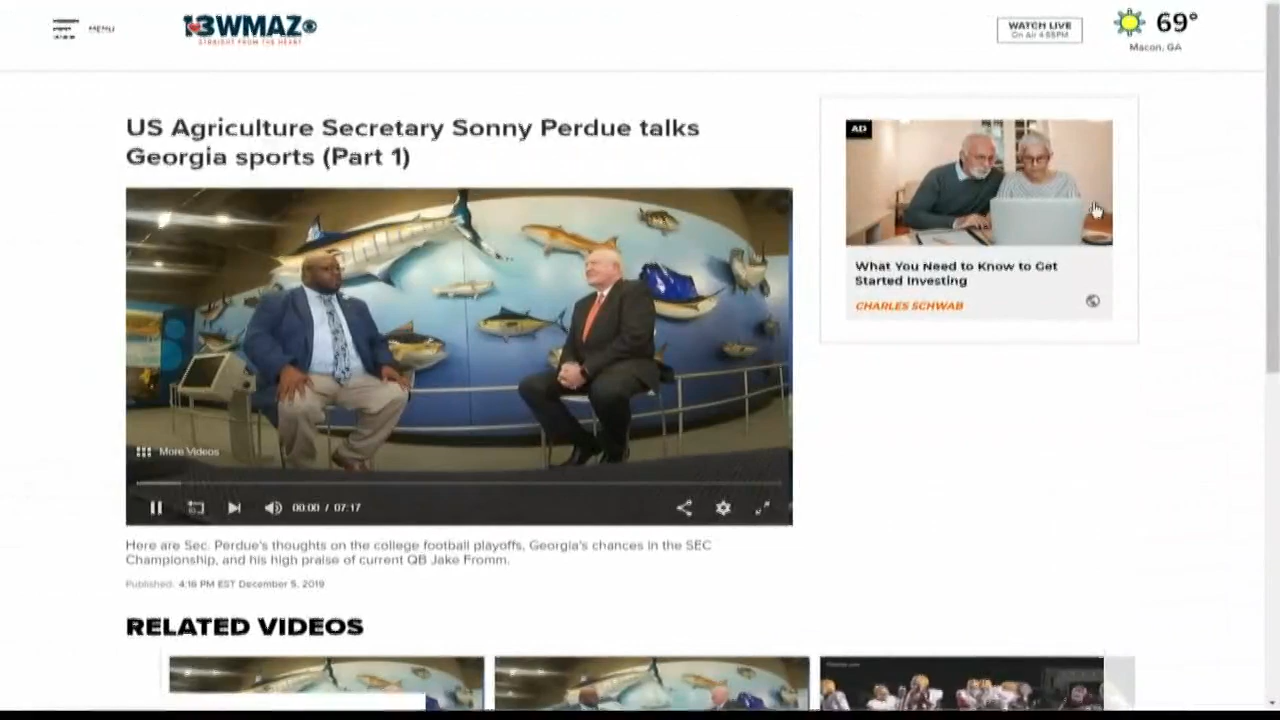 MENU
13WMAZ
STRAIGHT FROM THE HEART
WATCH LIVE
On Air 4:55PM
69°
Macon, GA
US Agriculture Secretary Sonny Perdue talks
Georgia sports (Part 1)
AD
What You Need to Know to Get
Started Investing
CHARLES SCHWAB
More Videos
00:00 / 07:17
Here are Sec. Perdue's thoughts on the college football playoffs, Georgia's chances in the SEC
Championship, and his high praise of current QB Jake Fromm.
Published: 4:16 PM EST December 5, 2019
RELATED VIDEOS